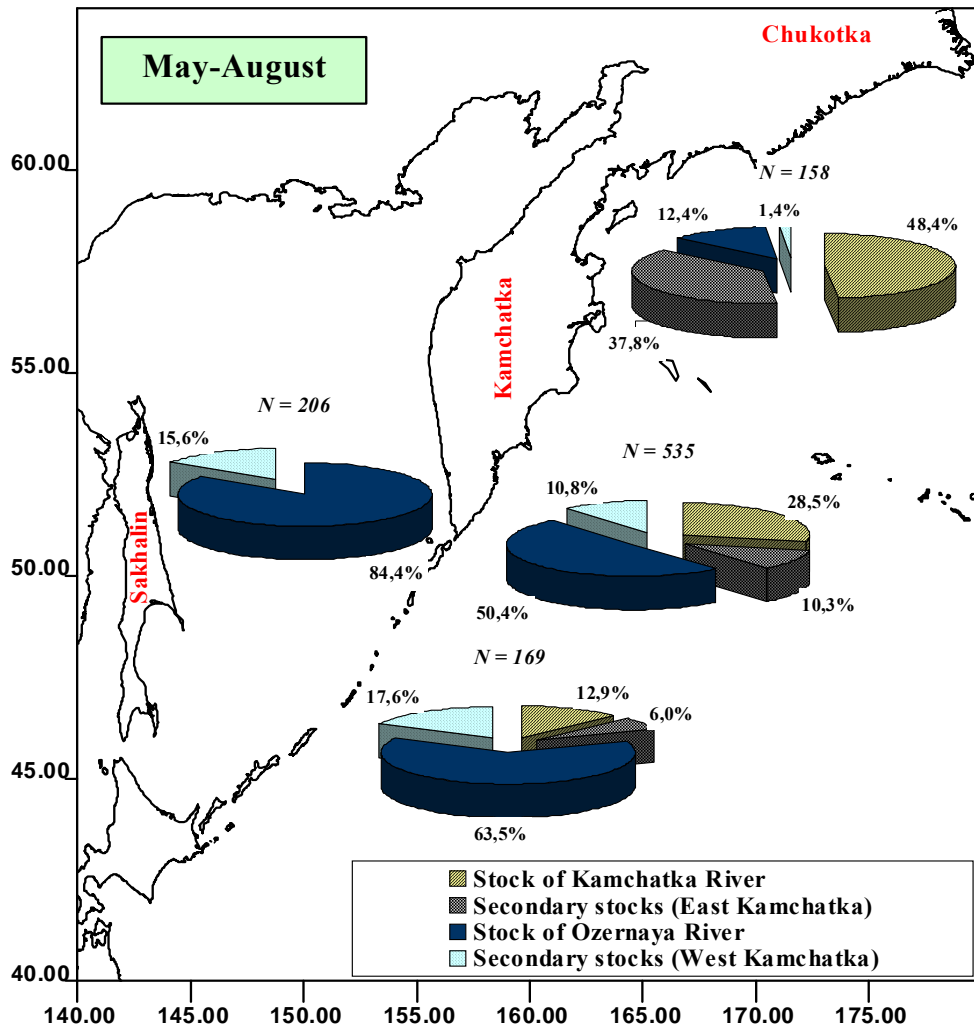 Chukotka
May-August
60.00
N = 158
12,4%
1,4%
48,4%
Kamchatka
37,8%
55.00
N = 206
15,6%
N = 535
10,8%
28,5%
Sakhalin
50.00
84,4%
50,4%
10,3%
N = 169
17,6%
12,9%
6,0%
45.00
63,5%
Stock of Kamchatka River
Secondary stocks (East Kamchatka)
Stock of Ozernaya River
Secondary stocks (West Kamchatka)
40.00
140.00 145.00 150.00 155.00 160.00 165.00 170.00 175.00